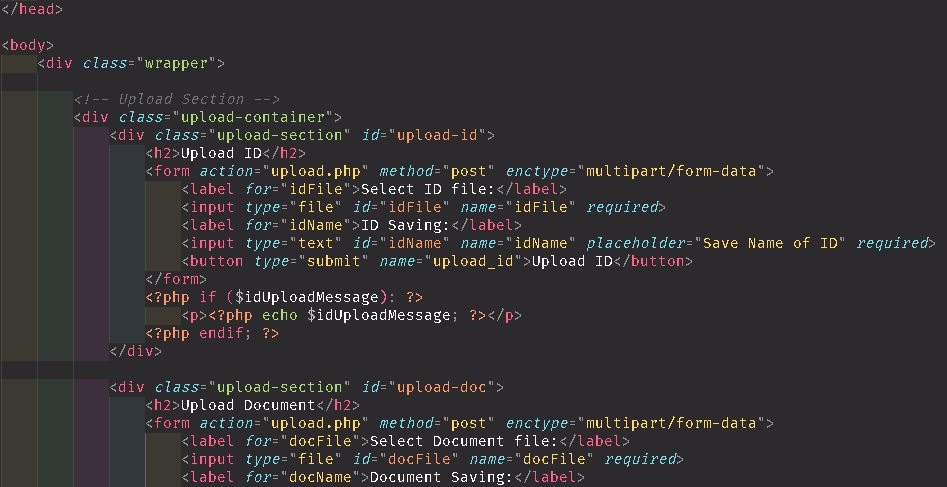 </head>
<body>
<div class="wrapper">
<!-- Upload Section -->
<div class="upload-container">
<div class="upload-section" id="upload-id">
<h2>Upload ID</h2>
<form action="upload.php" method="post" enctype="multipart/form-data">
<label for="idFile">Select ID file:</label>
<input type="file" id="idFile" name="idFile" required>
<label for="idName">ID Saving:</label>
<input type="text" id="idName" name="idName" placeholder="Save Name of ID" required>
<button type="submit" name="upload_id">Upload ID</button>
</form>
<?php if ($idUploadMessage): ?>
<p><?php echo $idUploadMessage; ?></p>
<?php endif; ?>
</div>
<div class="upload-section" id="upload-doc">
<h2>Upload Document</h2>
<form action="upload.php" method="post" enctype="multipart/form-data">
<label for="docFile">Select Document file:</label>
<input type="file" id="docFile" name="docFile" required>
<label for="docName">Document Saving:</label>